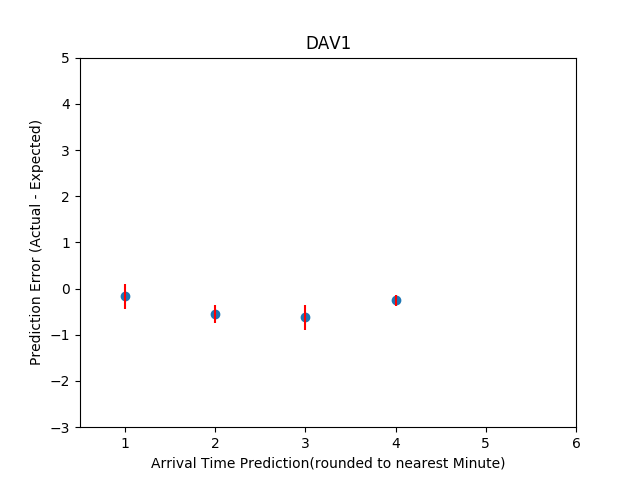 DAV1
Prediction Error (Actual - Expected)
5
4
3
2
1
0
−1
−2
−3
1 2 3 4 5 6
Arrival Time Prediction(rounded to nearest Minute)